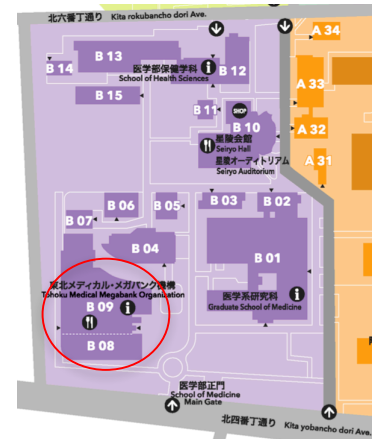 北六番丁通り Kita rokubancho dori Ave.
A 34
B 13
B 14
医学部保健学科
School of Health Sciences
B 12
A 33
B 15
B 11
SHOP
B 10
A 32
星陵会館
Seiryo Hall
星陵オーディトリアム
Seiryo Auditorium
A 31
B 06
B 05
B 03
B 02
B 07
B 04
B 01
東北メディカル・メガバンク機構
Tohoku Medical Megabank Organization
B 09
医学系研究科
Graduate School of Medicine
B 08
医学部正門
School of Medicine
Main Gate
北四番丁通り Kita yobancho dori Ave.